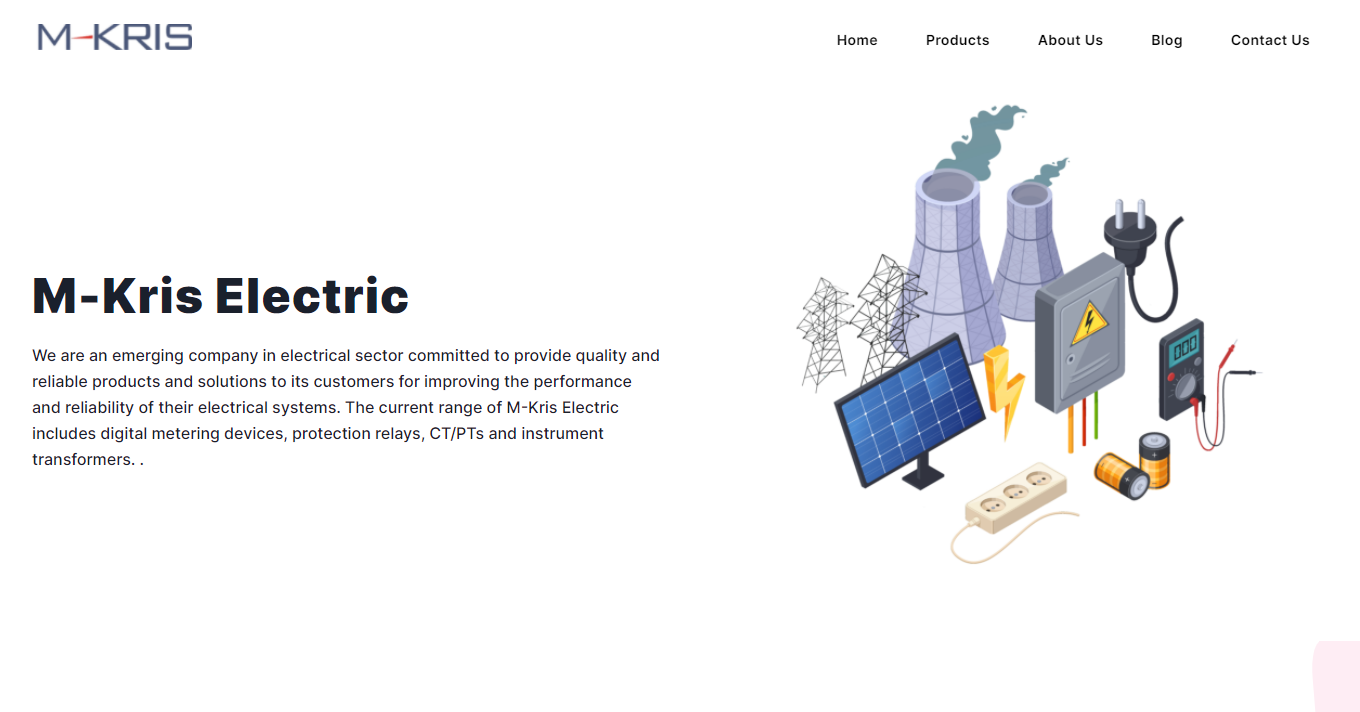 M-KRIS
Home
Products
About Us
Blog
Contact Us
M-Kris Electric
We are an emerging company in electrical sector committed to provide quality and
reliable products and solutions to its customers for improving the performance
and reliability of their electrical systems. The current range of M-Kris Electric
includes digital metering devices, protection relays, CT/PTs and instrument
transformers. .
000